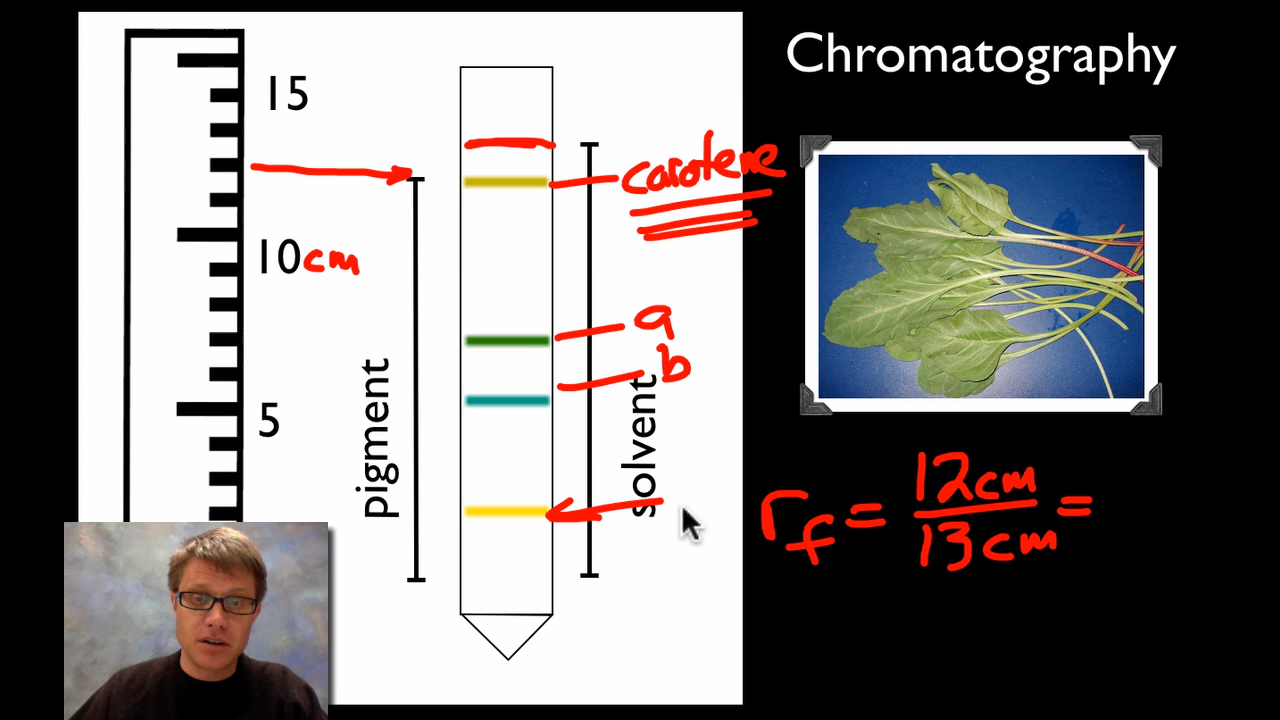 Chromatography
15
carotene
10cm
a
b
5
pigment
solvent
rf = 12cm / 13cm =